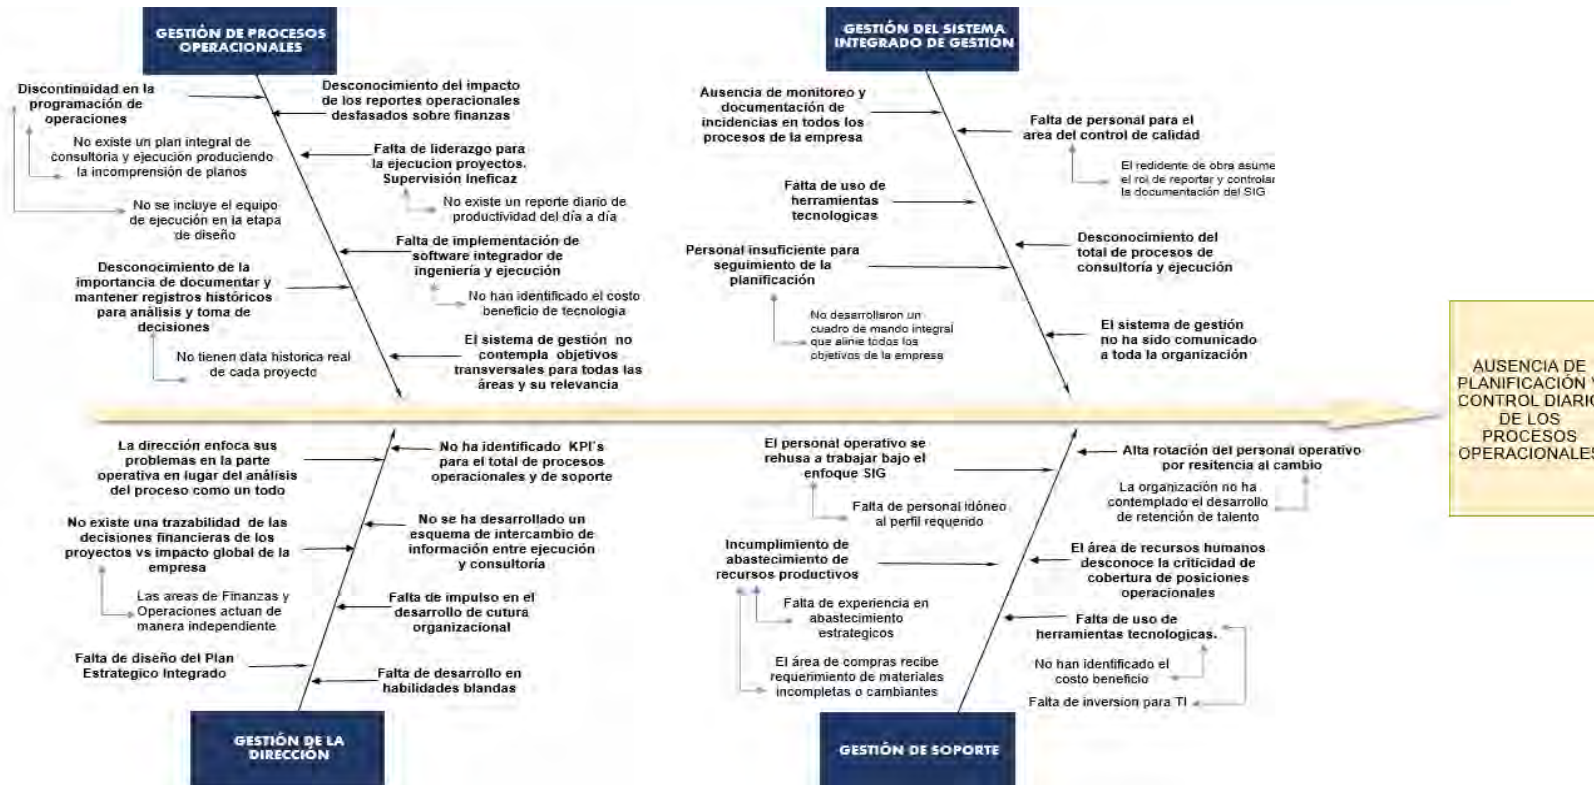 GESTIÓN DE PROCESOS
OPERACIONALES
Discontinuidad en la
programación de
operaciones
No existe un plan integral de
consultoria y ejecución produciendo
la incomprensión de planos
No se incluye el equipo
de ejecución en la etapa
de diseño
Desconocimiento de la
importancia de documentar y
mantener registros históricos
para análisis y toma de
decisiones
No tienen data historica real
de cada proyecto
Desconocimiento del impacto
de los reportes operacionales
desfasados sobre finanzas
Falta de liderazgo para
la ejecucion proyectos.
Supervisión Ineficaz
No existe un reporte diario de
productividad del día a día
Falta de implementación de
software integrador de
ingeniería y ejecución
No han identificado el costo
beneficio de tecnologia
El sistema de gestión no
contempla objetivos
transversales para todas las
áreas y su relevancia
GESTIÓN DEL SISTEMA
INTEGRADO DE GESTIÓN
Ausencia de monitoreo y
documentación de
incidencias en todos los
procesos de la empresa
Falta de uso de
herramientas
tecnologicas
Personal insuficiente para
seguimiento de la
planificación
No desarrollaron un
cuadro de mando integral
que alinie todos los
objetivos de la empresa
Falta de personal para el
area del control de calidad
El redidente de obra asume
el rol de reportar y controlar
la documentación del SIG
Desconocimiento del
total de procesos de
consultoría y ejecución
El sistema de gestión
no ha sido comunicado
a toda la organización
AUSENCIA DE
PLANIFICACIÓN Y
CONTROL DIARIO
DE LOS
PROCESOS
OPERACIONALES
La dirección enfoca sus
problemas en la parte
operativa en lugar del análisis
del proceso como un todo
No existe una trazabilidad de las
decisiones financieras de los
proyectos vs impacto global de la
empresa
Las areas de Finanzas y
Operaciones actuan de
manera independiente
Falta de diseño del Plan
Estrategico Integrado
No ha identificado KPI´s
para el total de procesos
operacionales y de soporte
No se ha desarrollado un
esquema de intercambio de
información entre ejecución
y consultoría
Falta de impulso en el
desarrollo de cutura
organizacional
Falta de desarrollo en
habilidades blandas
GESTIÓN DE LA
DIRECCIÓN
El personal operativo se
rehusa a trabajar bajo el
enfoque SIG
Falta de personal Idóneo
al perfil requerido
Incumplimiento de
abastecimiento de
recursos productivos
Falta de experiencia en
abastecimiento
estrategicos
El área de compras recibe
requerimiento de materiales
incompletas o cambiantes
Alta rotación del personal operativo
por resitencia al cambio
La organización no ha
contemplado el desarrollo
de retención de talento
El área de recursos humanos
desconoce la criticidad de
cobertura de posiciones
operacionales
Falta de uso de
herramientas tecnologicas.
No han identificado el
costo beneficio
Falta de inversion para TI
GESTIÓN DE SOPORTE